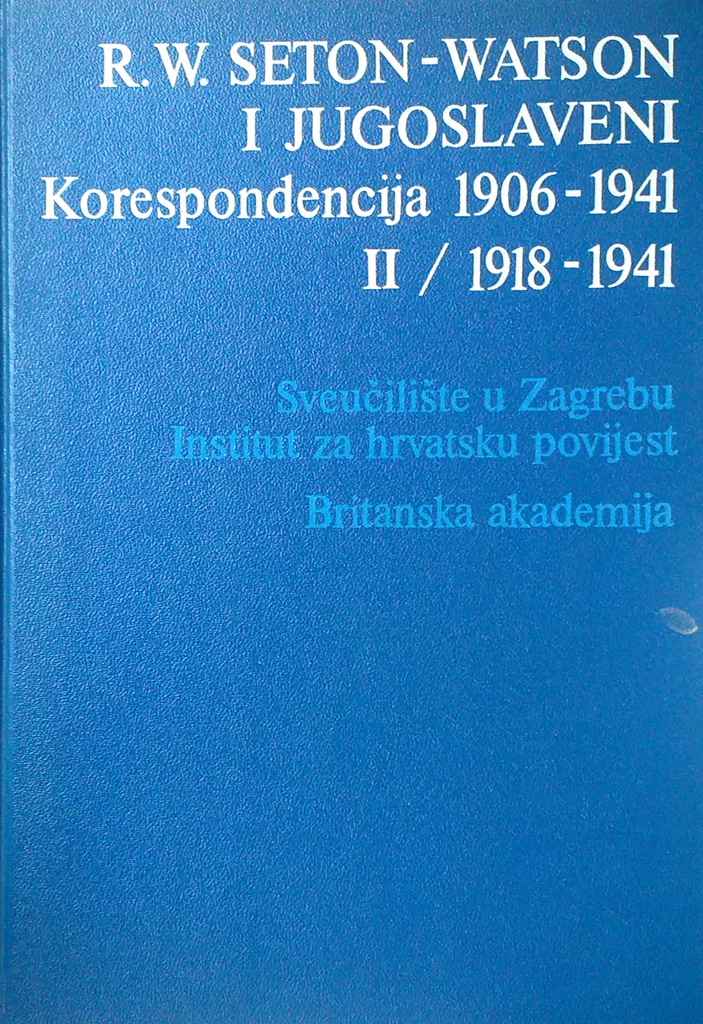 R. W. SETON-WATSON
I JUGOSLAVENI
Korespondencija 1906-1941
II / 1918-1941
Sveučilište u Zagrebu
Institut za hrvatsku povijest
Britanska akademija